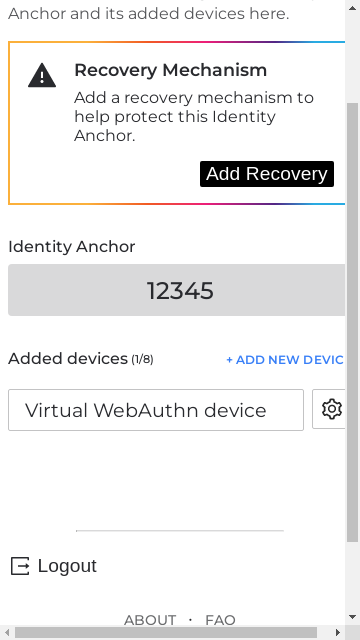 Anchor and its added devices here.
Recovery Mechanism
Add a recovery mechanism to
help protect this Identity
Anchor.
Add Recovery
Identity Anchor
12345
Added devices (1/8)
+ ADD NEW DEVIC
Virtual WebAuthn device
Logout
ABOUT • FAQ